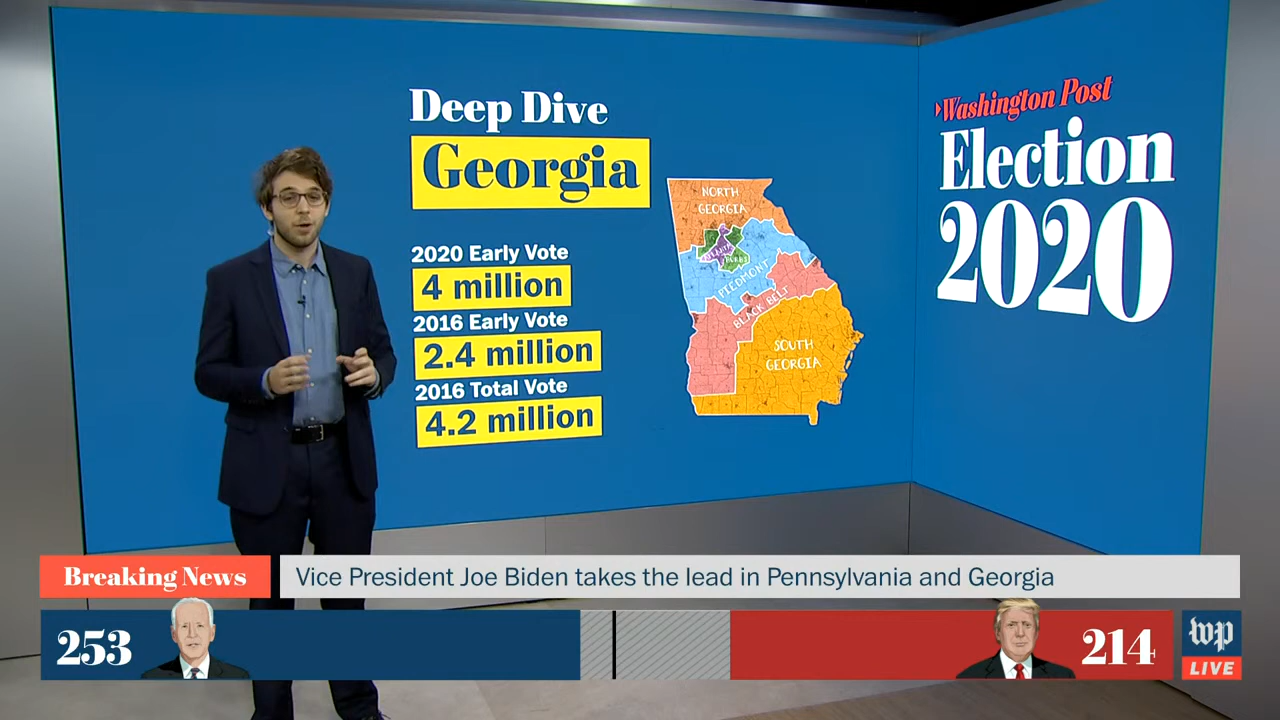 Deep Dive
Georgia
2020 Early Vote
4 million
2016 Early Vote
2.4 million
2016 Total Vote
4.2 million
NORTH
GEORGIA
PIEDMONT
BLACK BELT
SOUTH
GEORGIA
Washington Post
Election
2020
Breaking News
Vice President Joe Biden takes the lead in Pennsylvania and Georgia
253
214
wp
LIVE